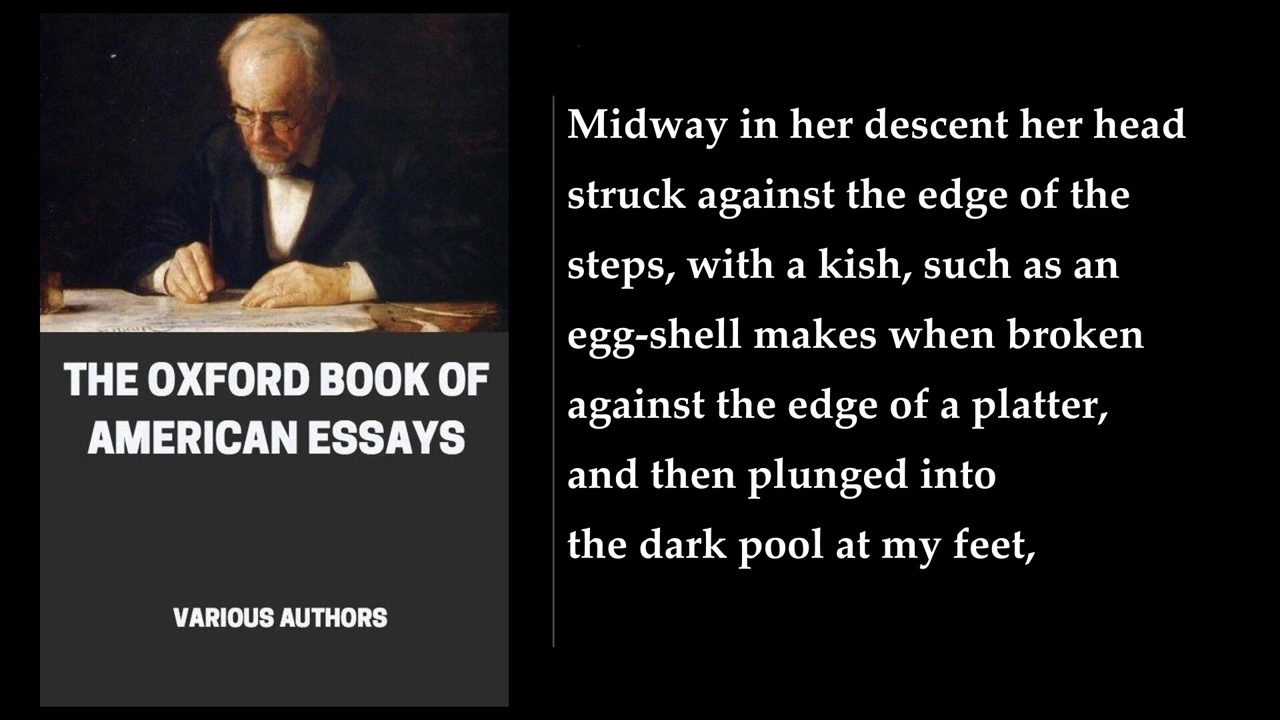 THE OXFORD BOOK OF
AMERICAN ESSAYS
VARIOUS AUTHORS
Midway in her descent her head
struck against the edge of the
steps, with a kish, such as an
egg-shell makes when broken
against the edge of a platter,
and then plunged into
the dark pool at my feet,